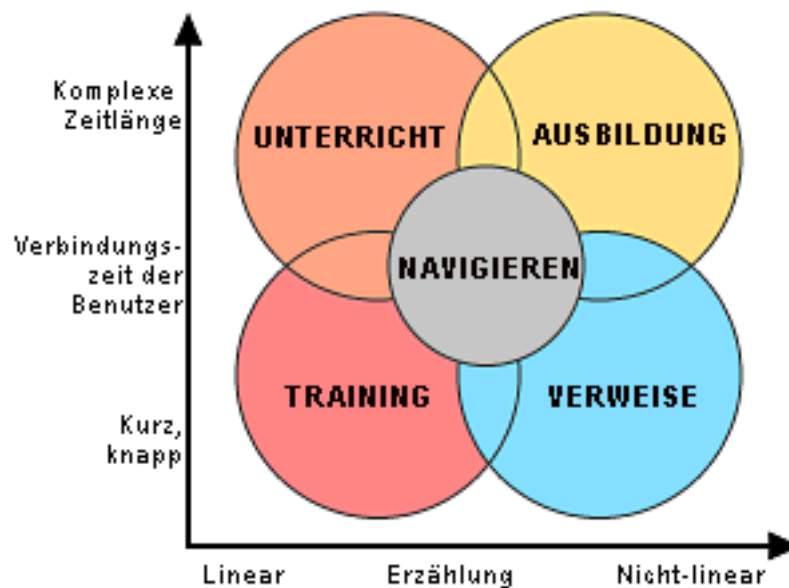 Komplexe
Zeitlänge
UNTERRICHT
AUSBILDUNG
Verbindungs-
zeit der
Benutzer
NAVIGIEREN
TRAINING
VERWEISE
Kurz,
knapp
Linear
Erzählung
Nicht-linear